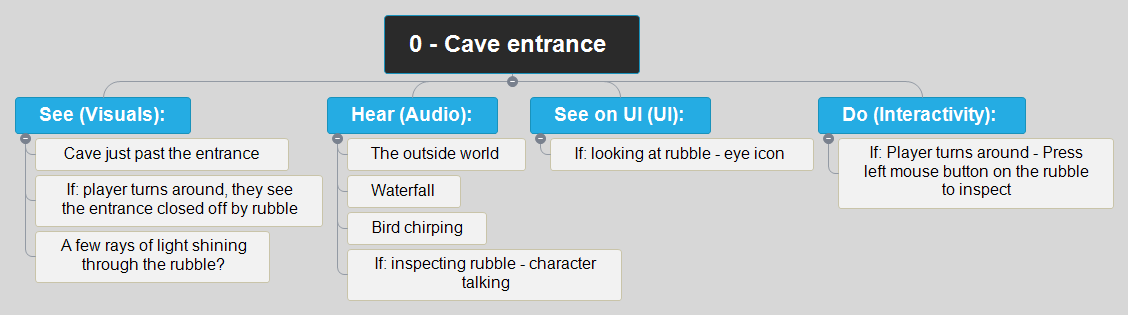 0 - Cave entrance
See (Visuals):
Cave just past the entrance
If: player turns around, they see
the entrance closed off by rubble
A few rays of light shining
through the rubble?
Hear (Audio):
The outside world
Waterfall
Bird chirping
If: inspecting rubble - character
talking
See on UI (UI):
If: looking at rubble - eye icon
Do (Interactivity):
If: Player turns around - Press
left mouse button on the rubble
to inspect